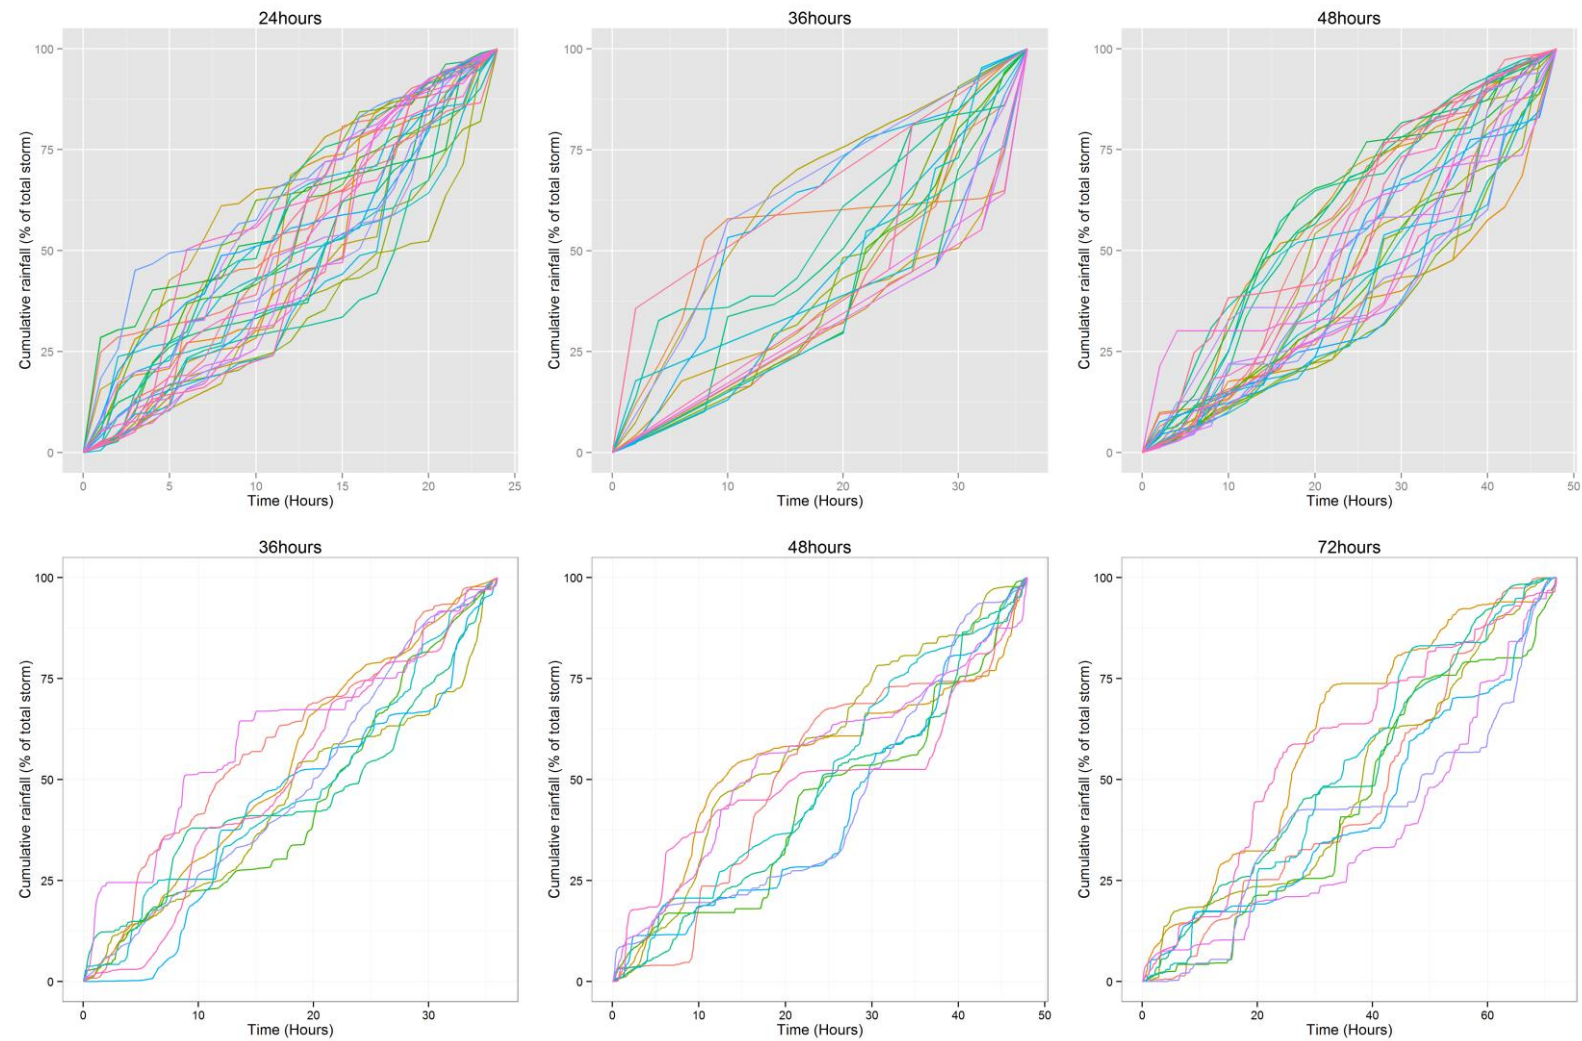 24hours
Cumulative rainfall (% of total storm)
100
75
50
25
0
0 5 10 15 20 25
Time (Hours)
36hours
Cumulative rainfall (% of total storm)
100
75
50
25
0
0 10 20 30
Time (Hours)
48hours
Cumulative rainfall (% of total storm)
100
75
50
25
0
0 10 20 30 40 50
Time (Hours)
36hours
Cumulative rainfall (% of total storm)
100
75
50
25
0
0 10 20 30
Time (Hours)
48hours
Cumulative rainfall (% of total storm)
100
75
50
25
0
0 10 20 30 40 50
Time (Hours)
72hours
Cumulative rainfall (% of total storm)
100
75
50
25
0
0 20 40 60
Time (Hours)